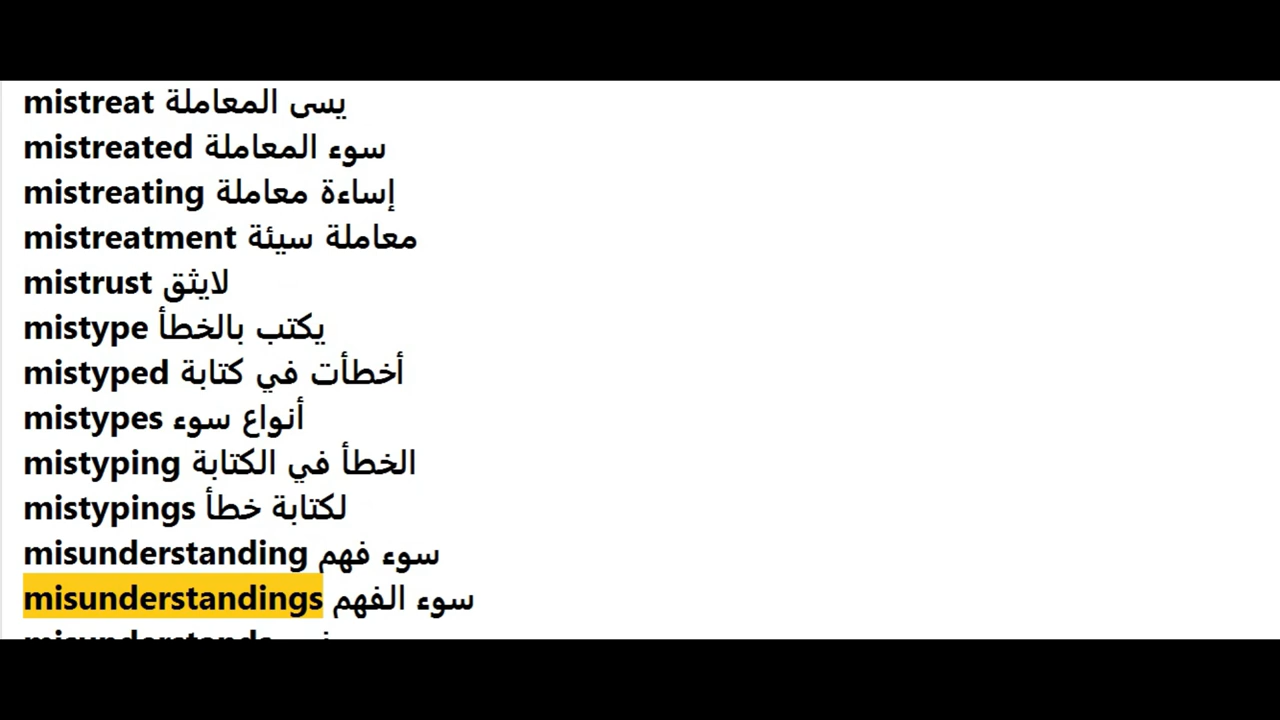 mistreat يسى المعاملة
mistreated سوء المعاملة
mistreating إساءة معاملة
mistreatment معاملة سيئة
mistrust لايثق
mistype يكتب بالخطأ
mistyped أخطأت في كتابة
mistypes أنواع سوء
mistyping الخطأ في الكتابة
mistypings لكتابة خطأ
misunderstanding سوء فهم
misunderstandings سوء الفهم